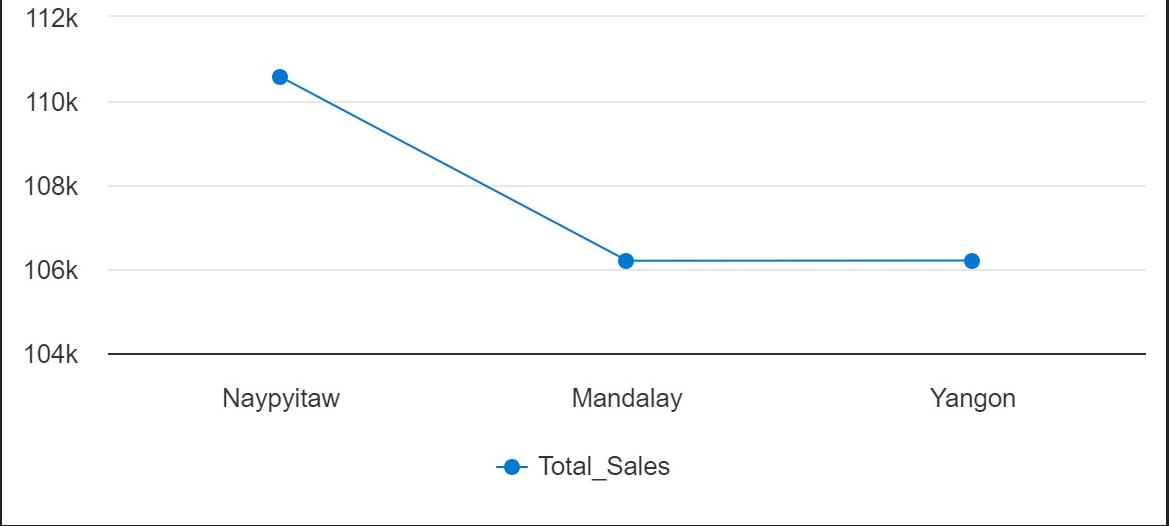 112k
110k
108k
106k
104k
Naypyitaw Mandalay Yangon
Total_Sales